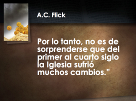 A.C. Flick
Por lo tanto, no es de
sorprenderse que del
primer al cuarto siglo
la Iglesia sufrió
muchos cambios."